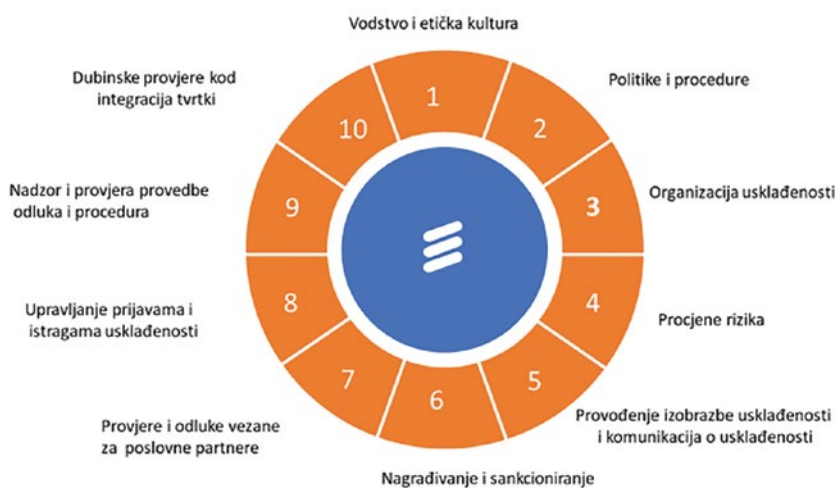 Vodstvo i etička kultura
1
Politike i procedure
2
Organizacija usklađenosti
3
Procjene rizika
4
Provođenje izobrazbe usklađenosti
i komunikacija o usklađenosti
5
Nagrađivanje i sankcioniranje
6
Provjere i odluke vezane
za poslovne partnere
7
Upravljanje prijavama i
istragama usklađenosti
8
Nadzor i provjera provedbe
odluka i procedura
9
Dubinske provjere kod
integracija tvrtki
10